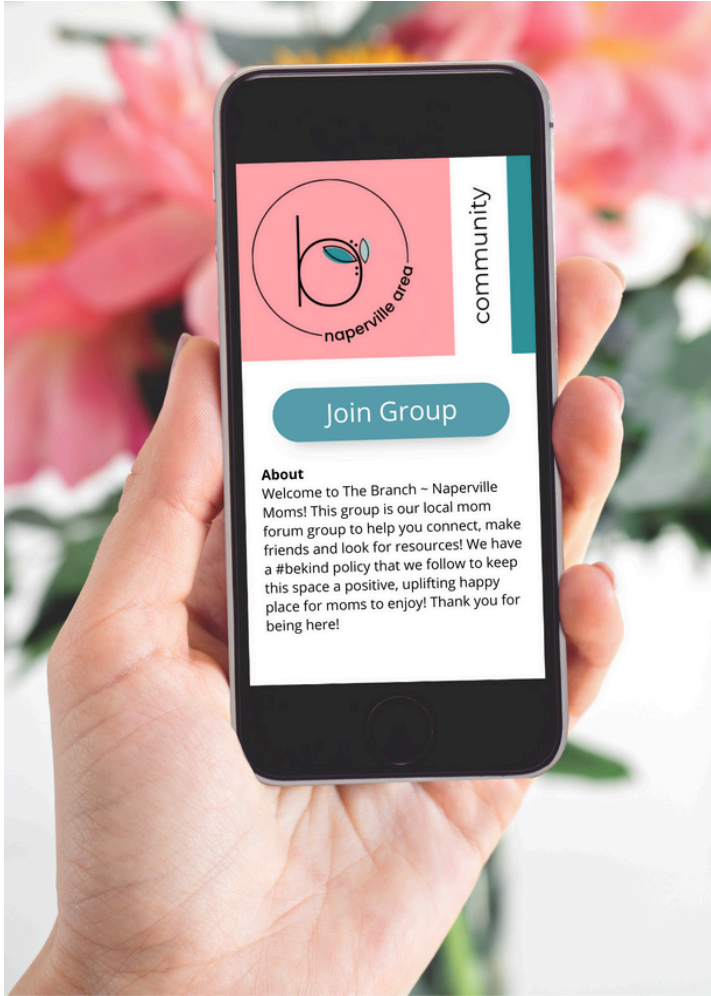 b
naperville area
community
Join Group
About
Welcome to The Branch ~ Naperville
Moms! This group is our local mom
forum group to help you connect, make
friends and look for resources! We have
a #bekind policy that we follow to keep
this space a positive, uplifting happy
place for moms to enjoy! Thank you for
being here!